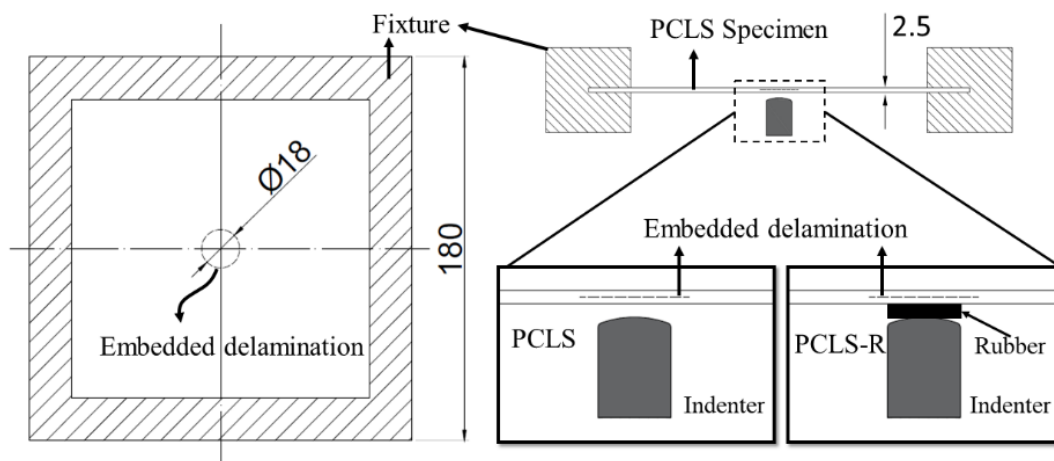 Fixture
PCLS Specimen
2.5
Ø18
180
Embedded delamination
Embedded delamination
PCLS
Indenter
PCLS-R
Rubber
Indenter